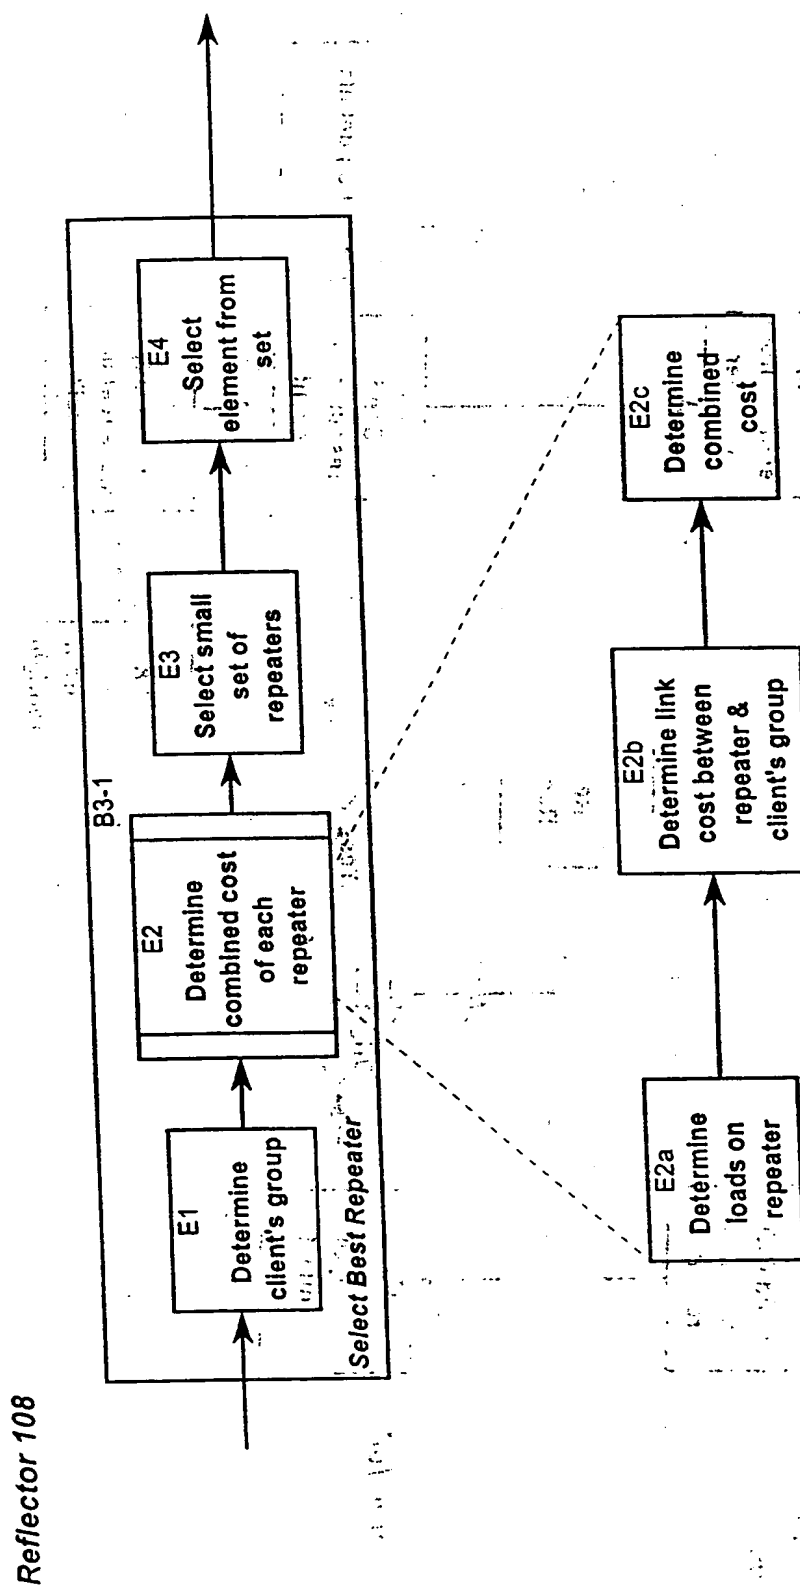 Reflector 108
B3-1
E1
Determine
client's group
E2
Determine
combined cost
of each
repeater
E3
Select small
set of
repeaters
E4
Select
element from
set
Select Best Repeater
E2a
Determine
loads on
repeater
E2b
Determine link
cost between
repeater &
client's group
E2c
Determine
combined
cost